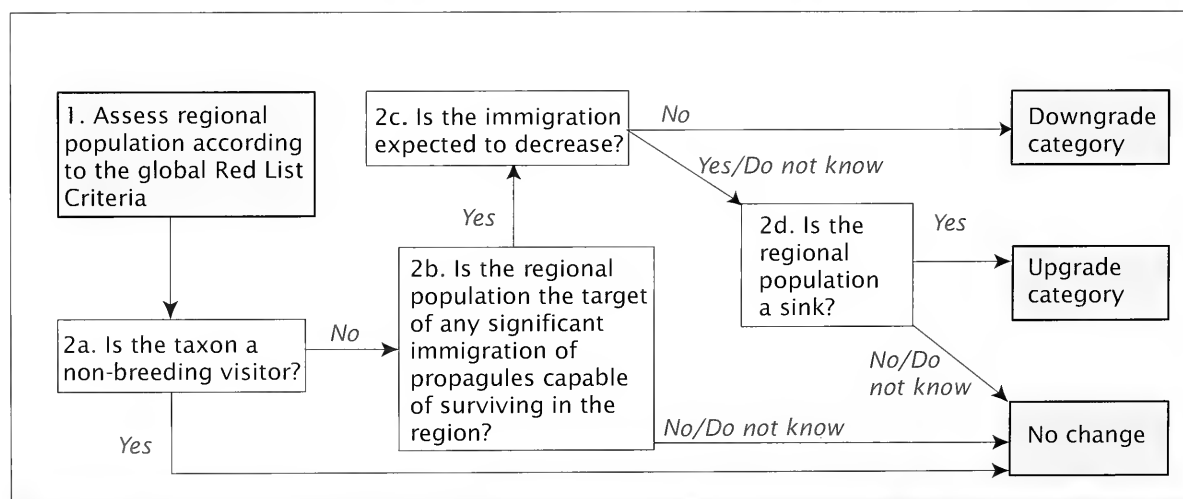 1. Assess regional
population according
to the global Red List
Criteria
2a. Is the taxon a
non-breeding visitor?
No
Yes
2b. Is the regional
population the target
of any significant
immigration of
propagules capable
of surviving in the
region?
Yes
No/Do not know
2c. Is the immigration
expected to decrease?
No
Yes/Do not know
2d. Is the
regional
population
a sink?
Yes
No/Do
not know
Downgrade
category
Upgrade
category
No change